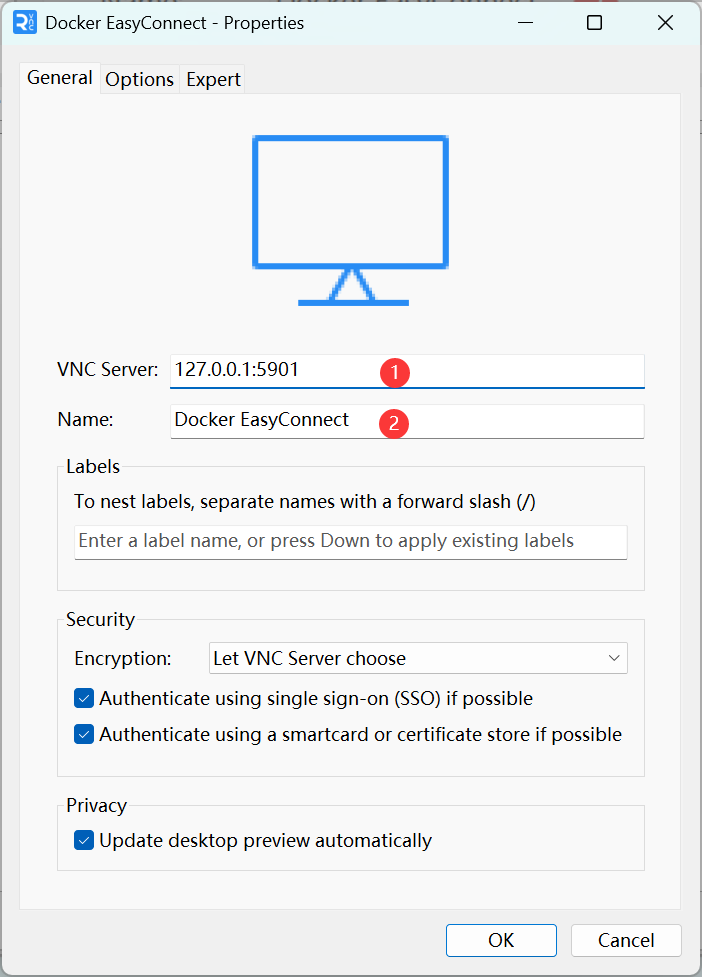 Docker EasyConnect - Properties
General Options Expert
VNC Server: 127.0.0.1:5901 1
Name: Docker EasyConnect 2
Labels
To nest labels, separate names with a forward slash (/)
Enter a label name, or press Down to apply existing labels
Security
Encryption: Let VNC Server choose
Authenticate using single sign-on (SSO) if possible
Authenticate using a smartcard or certificate store if possible
Privacy
Update desktop preview automatically
OK Cancel